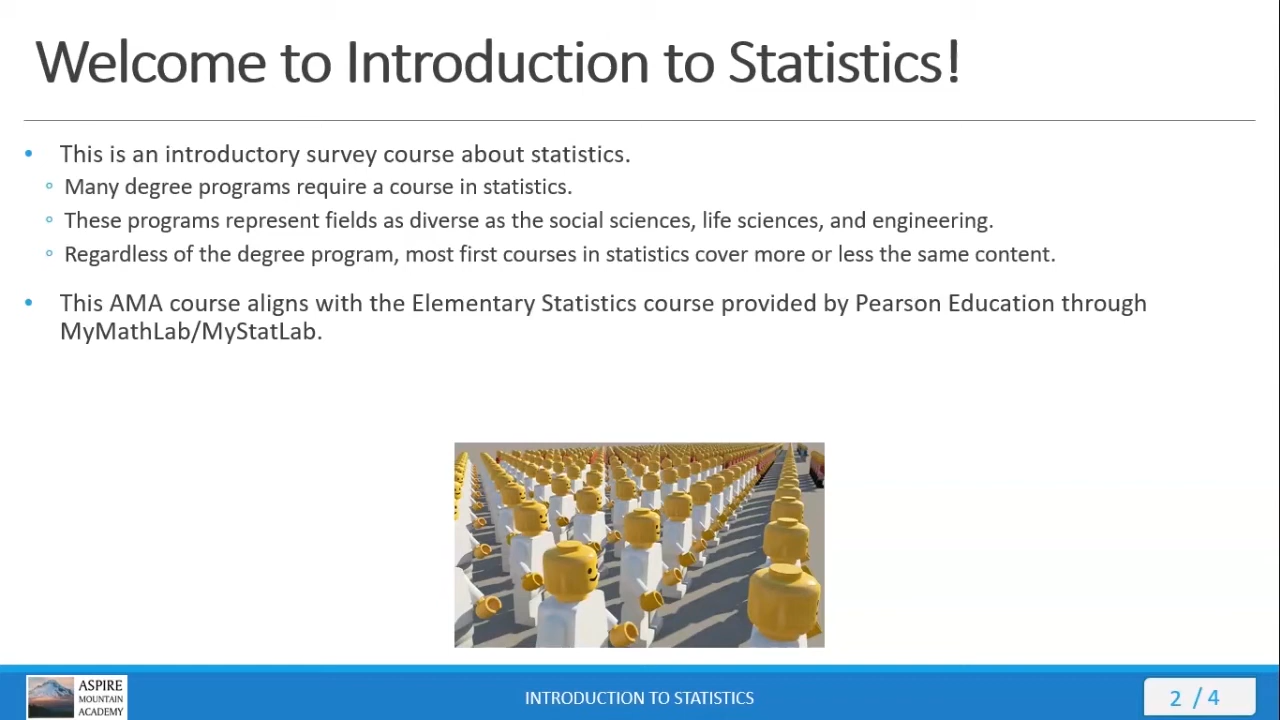 Welcome to Introduction to Statistics!
• This is an introductory survey course about statistics.
◦ Many degree programs require a course in statistics.
◦ These programs represent fields as diverse as the social sciences, life sciences, and engineering.
◦ Regardless of the degree program, most first courses in statistics cover more or less the same content.
• This AMA course aligns with the Elementary Statistics course provided by Pearson Education through
MyMathLab/MyStatLab.
ASPIRE
MOUNTAIN
ACADEMY
INTRODUCTION TO STATISTICS
2 / 4